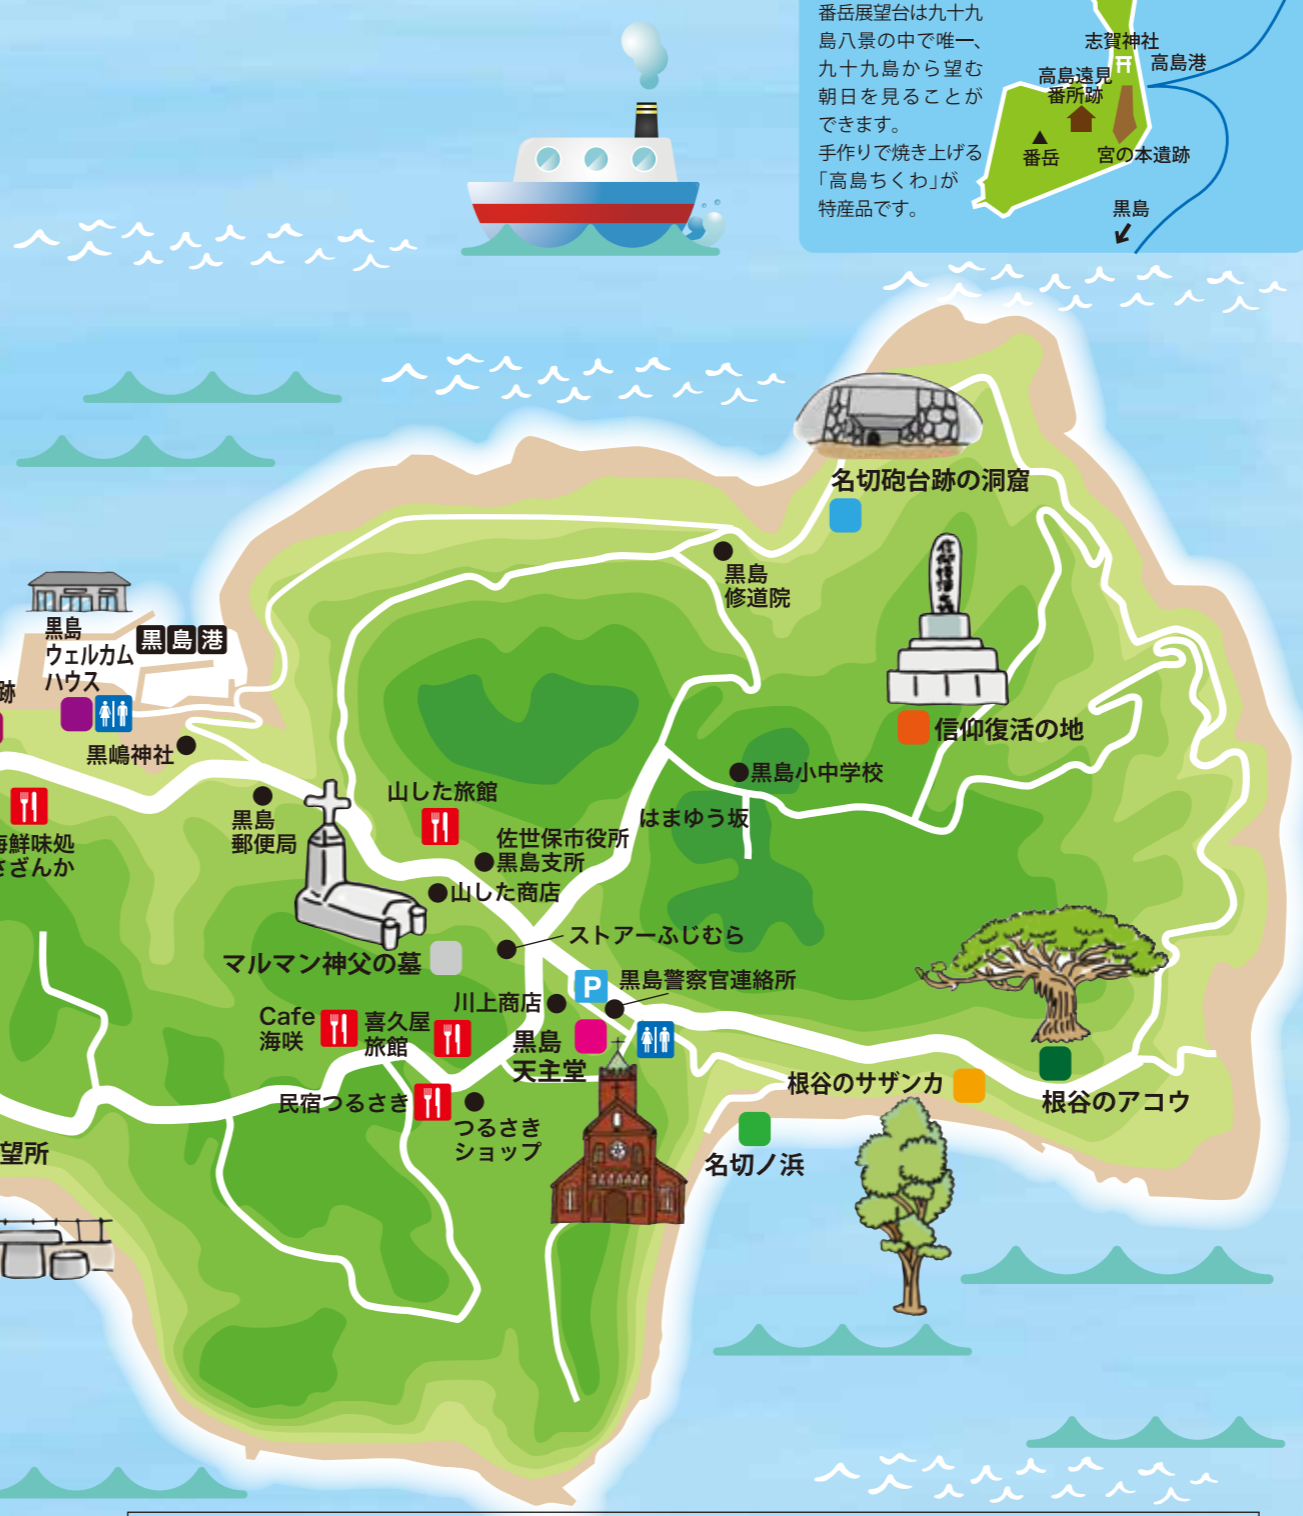 番岳展望台は九十九
島八景の中で唯一、
九十九島から望む
朝日を見ることが
できます。
手作りで焼き上げる
「高島ちくわ」が
特産品です。
志賀神社
高島港
高島遠見
番所跡
番岳
宮の本遺跡
黒島
名切砲台跡の洞窟
黒島
修道院
黒島
ウェルカム
ハウス
黒島港
跡
黒嶋神社
信仰復活の地
黒島小中学校
はまゆう坂
山した旅館
佐世保市役所
黒島支所
山した商店
黒島
郵便局
海鮮味処
さざんか
ストアーふじむら
マルマン神父の墓
P
黒島警察官連絡所
川上商店
Cafe
海咲
喜久屋
旅館
黒島
天主堂
民宿つるさき
つるさき
ショップ
根谷のサザンカ
根谷のアコウ
名切ノ浜
望所